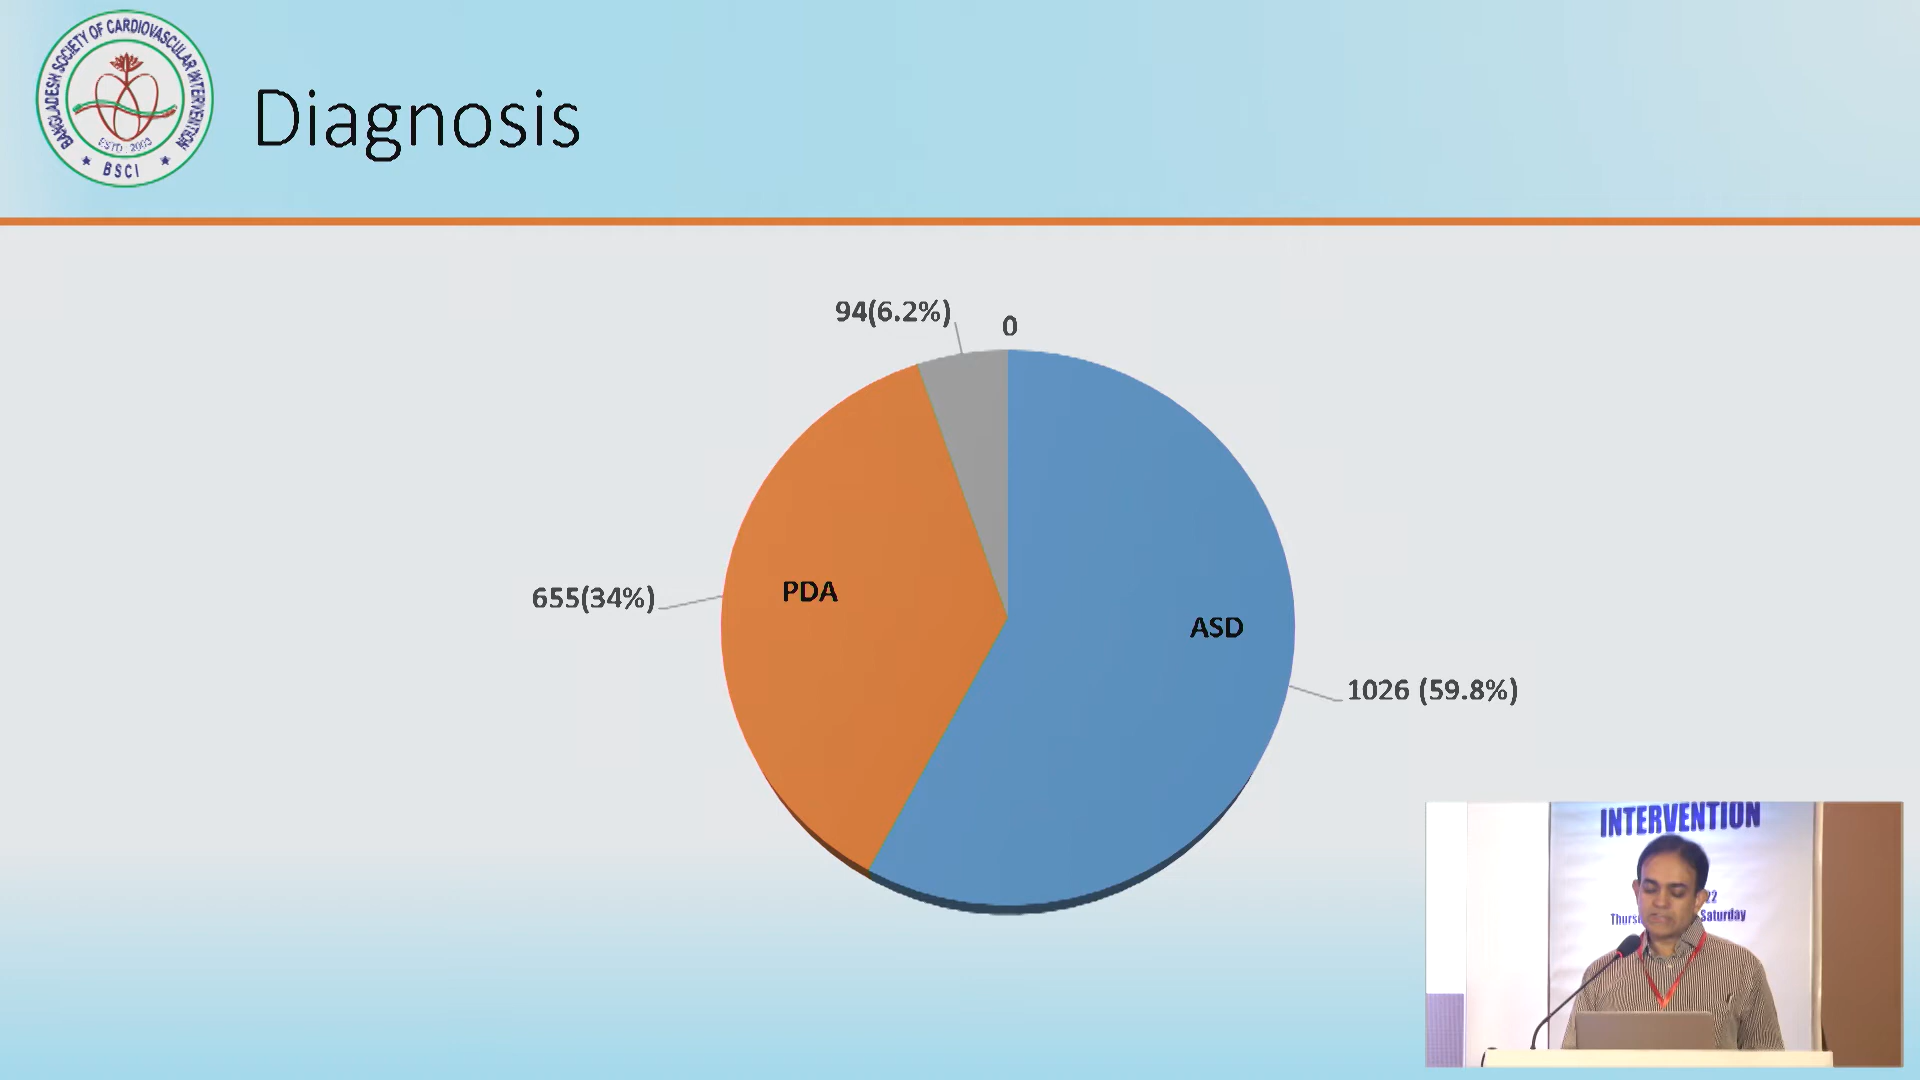 BANGLADESH SOCIETY OF CARDIOVASCULAR INTERVENTION
ESTD : 2003
★ BSCI ★
Diagnosis
94(6.2%)
0
655(34%)
PDA
ASD
1026 (59.8%)
INTERVENTION
Saturday